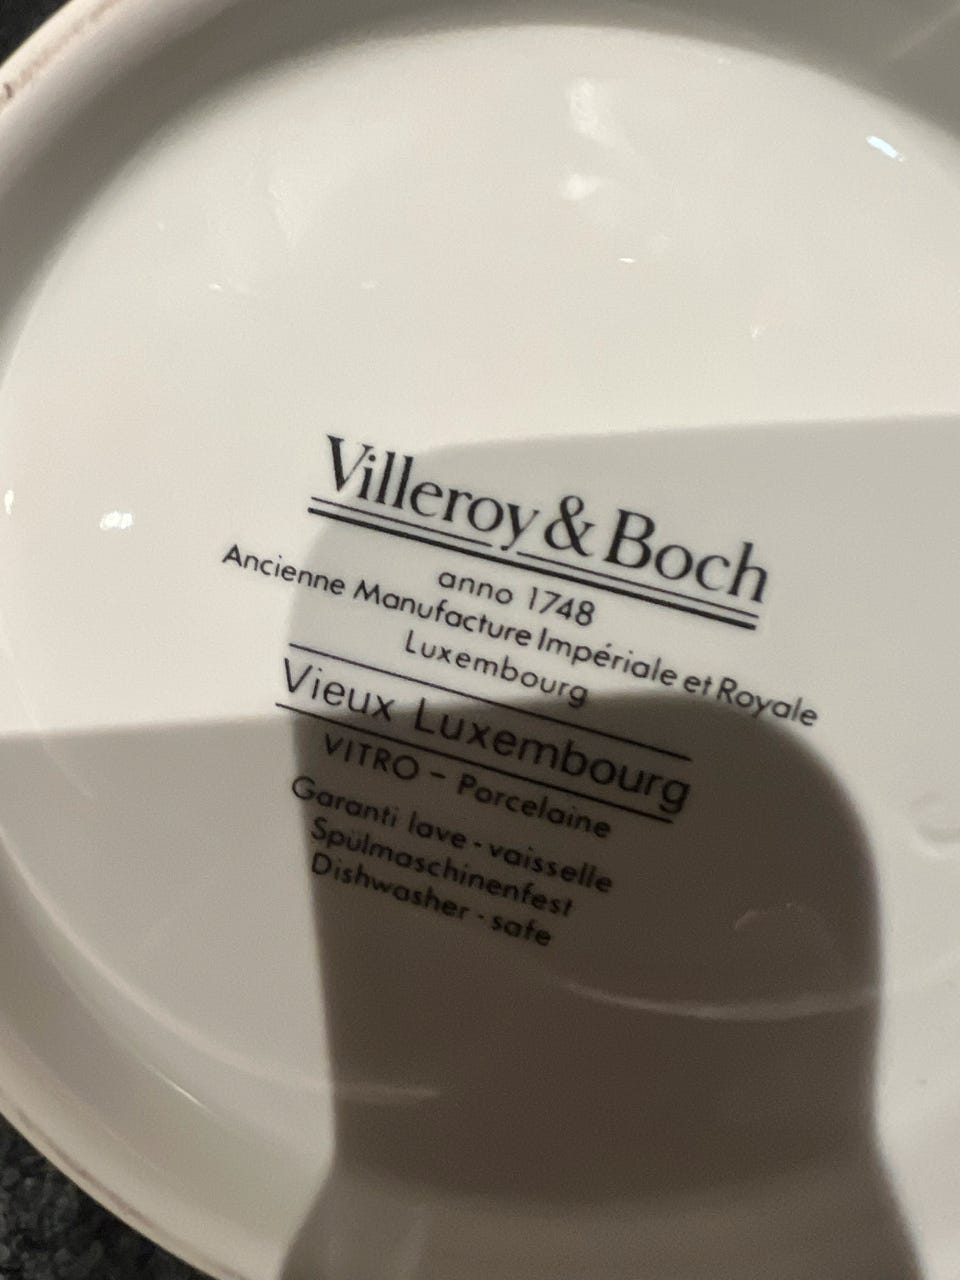 Villeroy & Boch
anno 1748
Ancienne Manufacture Impériale et Royale
Luxembourg
Vieux Luxembourg
VITRO - Porcelaine
Garanti lave - vaisselle
Spülmaschinenfest
Dishwasher - safe